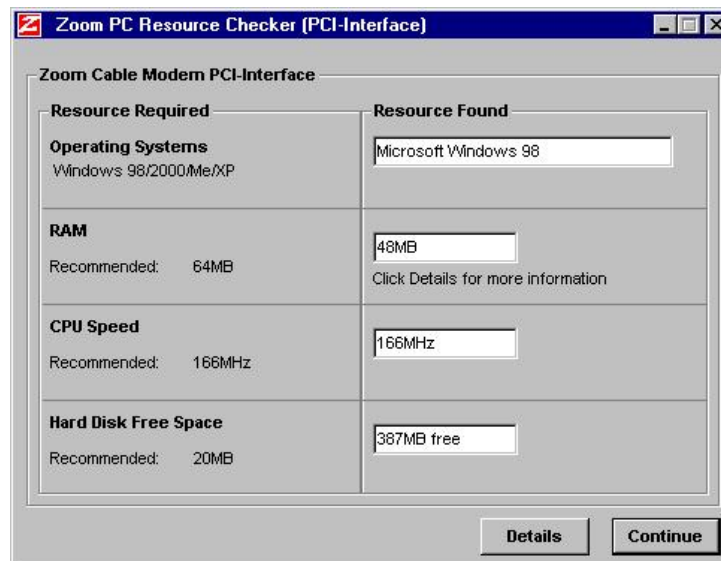 Z Zoom PC Resource Checker (PCI-Interface)
Zoom Cable Modem PCI-Interface
Resource Required
Resource Found
Operating Systems
Windows 98/2000/Me/XP
Microsoft Windows 98
RAM
Recommended: 64MB
48MB
Click Details for more information
CPU Speed
Recommended: 166MHz
166MHz
Hard Disk Free Space
Recommended: 20MB
387MB free
Details
Continue